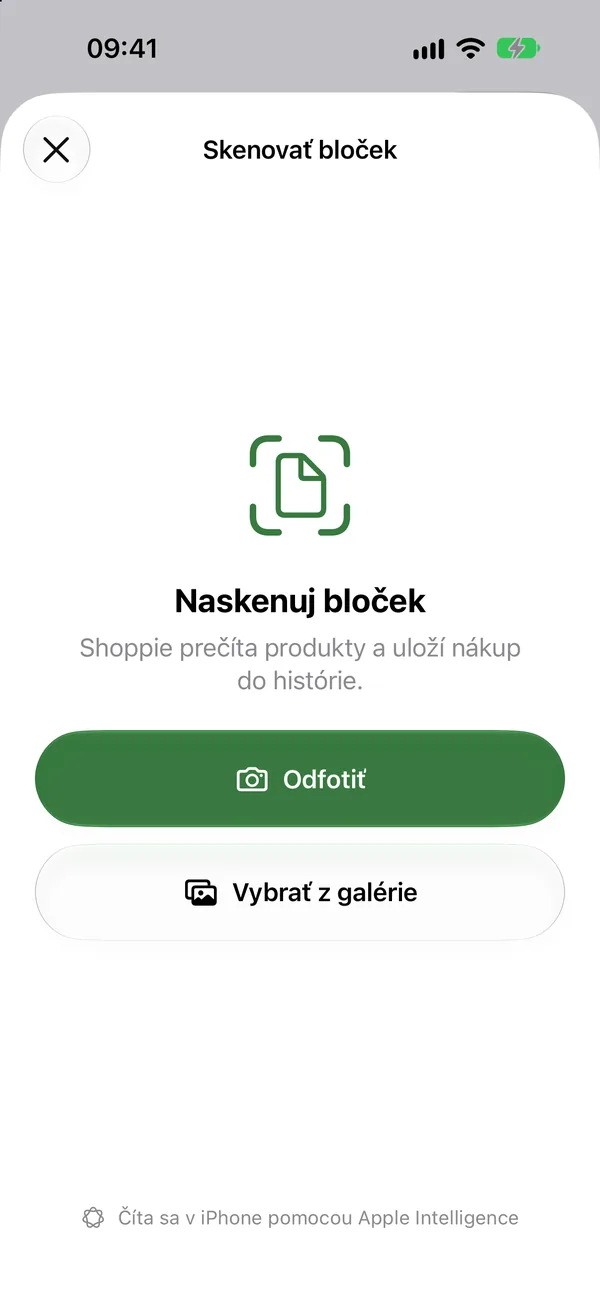 09:41
Skenovať bloček
Naskenuj bloček
Shoppie prečíta produkty a uloží nákup
do histórie.
Odfotiť
Vybrať z galérie
Číta sa v iPhone pomocou Apple Intelligence